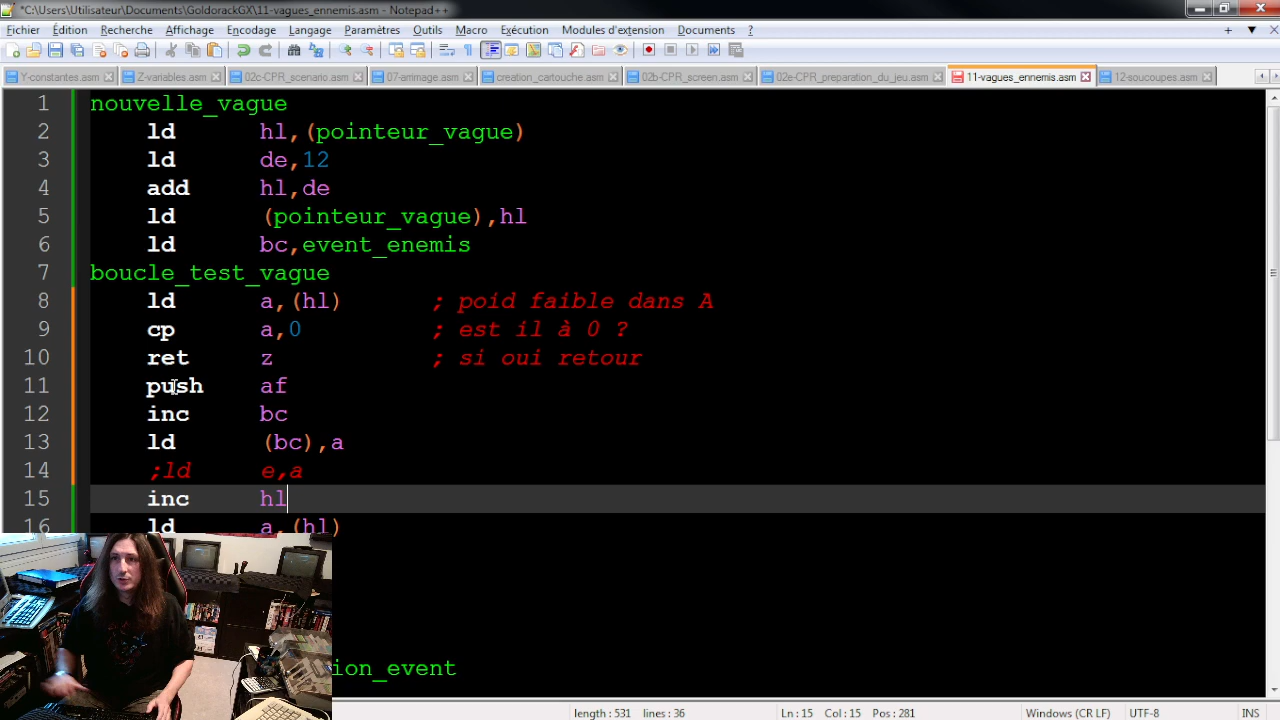 *C:\Users\Utilisateur\Documents\GoldorackGX\11-vagues_ennemis.asm - Notepad++
Fichier Édition Recherche Affichage Encodage Langage Paramètres Outils Macro Exécution Modules d'extension Documents ?
Y-constantes.asm Z-variables.asm 02c-CPR_scenario.asm 07-arrimage.asm creation_cartouche.asm 02b-CPR_screen.asm 02e-CPR_preparation_du_jeu.asm 11-vagues_ennemis.asm 12-soucoupes.asm
1 nouvelle_vague
2 ld hl,(pointeur_vague)
3 ld de,12
4 add hl,de
5 ld (pointeur_vague),hl
6 ld bc,event_enemis
7 boucle_test_vague
8 ld a,(hl) ; poid faible dans A
9 cp a,0 ; est il à 0 ?
10 ret z ; si oui retour
11 push af
12 inc bc
13 ld (bc),a
14 ;ld e,a
15 inc hl
16 ld a,(hl)
ion_event
length : 531 lines : 36 Ln : 15 Col : 15 Pos : 281 Windows (CR LF) UTF-8 INS